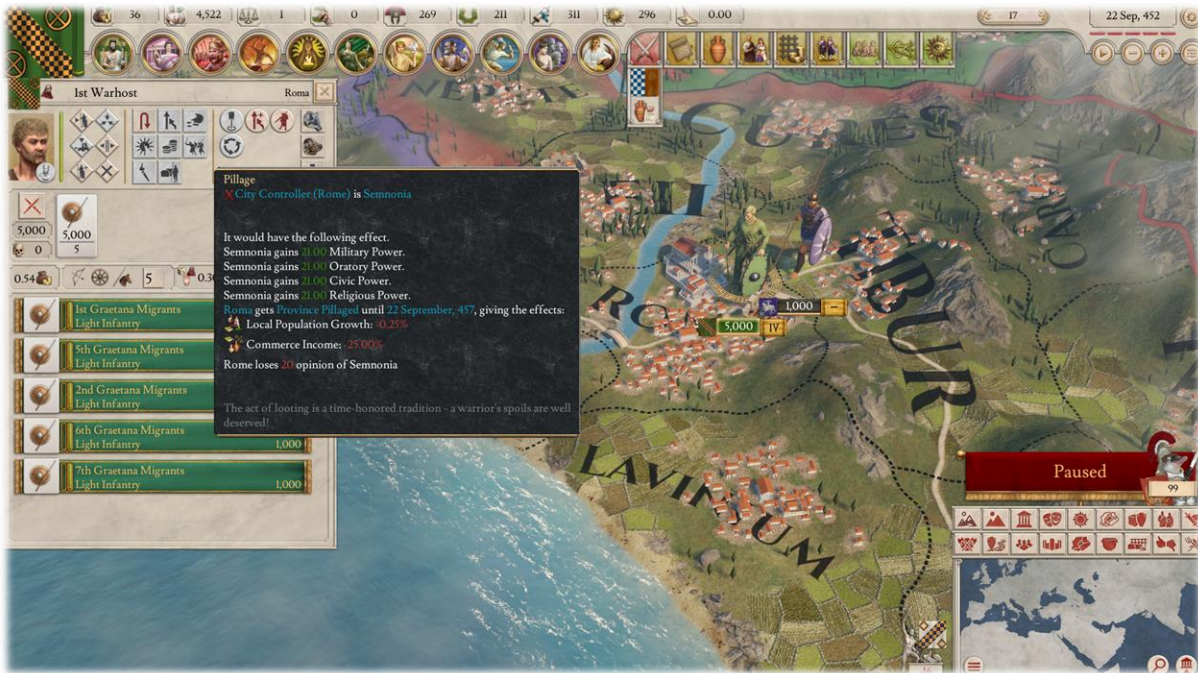 36 4,522 1 0 269 211 311 296 0.00 17 22 Sep, 452
1st Warhost Roma
5,000
0
5,000
5
0.54 5
Pillage
City Controller (Rome) is Semnonia
It would have the following effect.
Semnonia gains 21.00 Military Power.
Semnonia gains 21.00 Oratory Power.
Semnonia gains 21.00 Civic Power.
Semnonia gains 21.00 Religious Power.
Roma gets Province Pillaged until 22 September, 457, giving the effects:
Local Population Growth: -0.25%
Commerce Income: -25.00%
Rome loses 20 opinion of Semnonia
The act of looting is a time-honored tradition - a warrior's spoils are well
deserved!
1st Graetana Migrants
Light Infantry
5th Graetana Migrants
Light Infantry
2nd Graetana Migrants
Light Infantry
6th Graetana Migrants
Light Infantry 1,000
7th Graetana Migrants
Light Infantry 1,000
1,000
5,000 IV
TIBUR
LAVINIUM
Paused
99
16